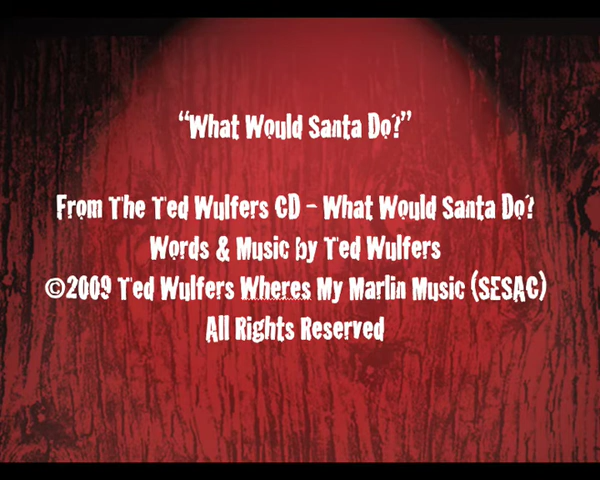 “What Would Santa Do?”
From The Ted Wulfers CD - What Would Santa Do?
Words & Music by Ted Wulfers
©2009 Ted Wulfers Wheres My Marlin Music (SESAC)
All Rights Reserved